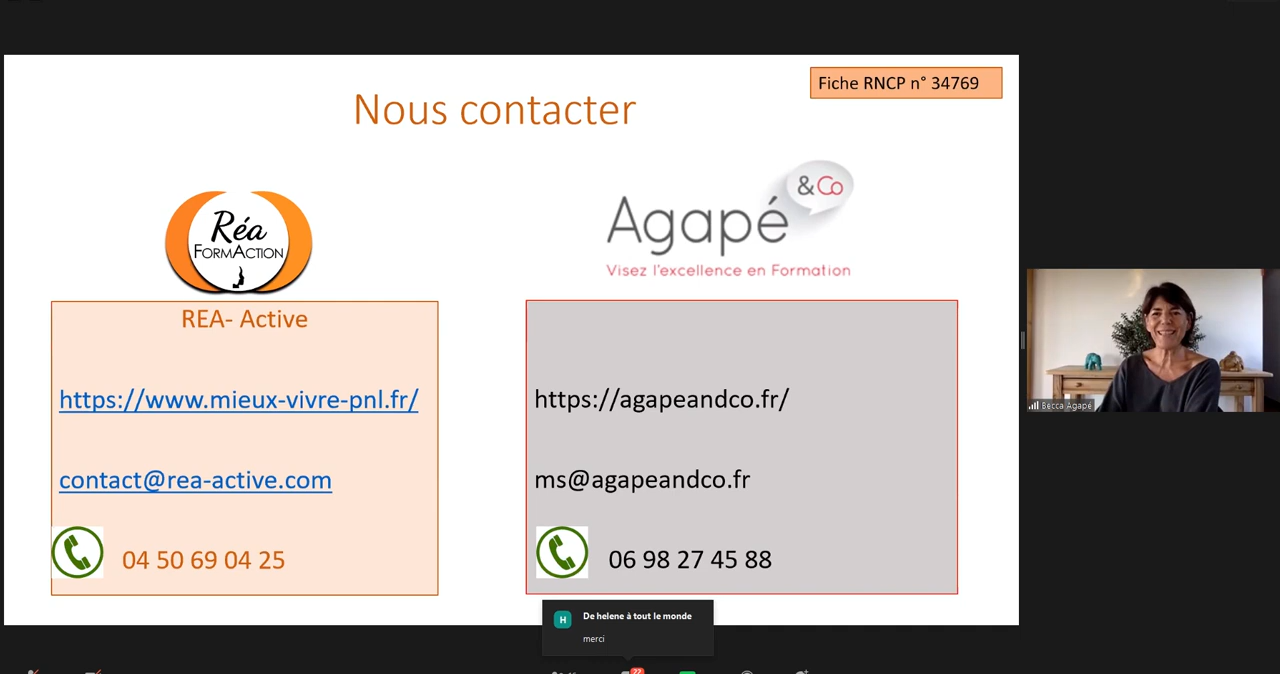 Fiche RNCP n° 34769
Nous contacter
Réa
FORMACTION
&Co
Agapé
Visez l'excellence en Formation
REA- Active
https://www.mieux-vivre-pnl.fr/
contact@rea-active.com
04 50 69 04 25
https://agapeandco.fr/
ms@agapeandco.fr
06 98 27 45 88
Becca Agapé
H
De helene à tout le monde
merci
22